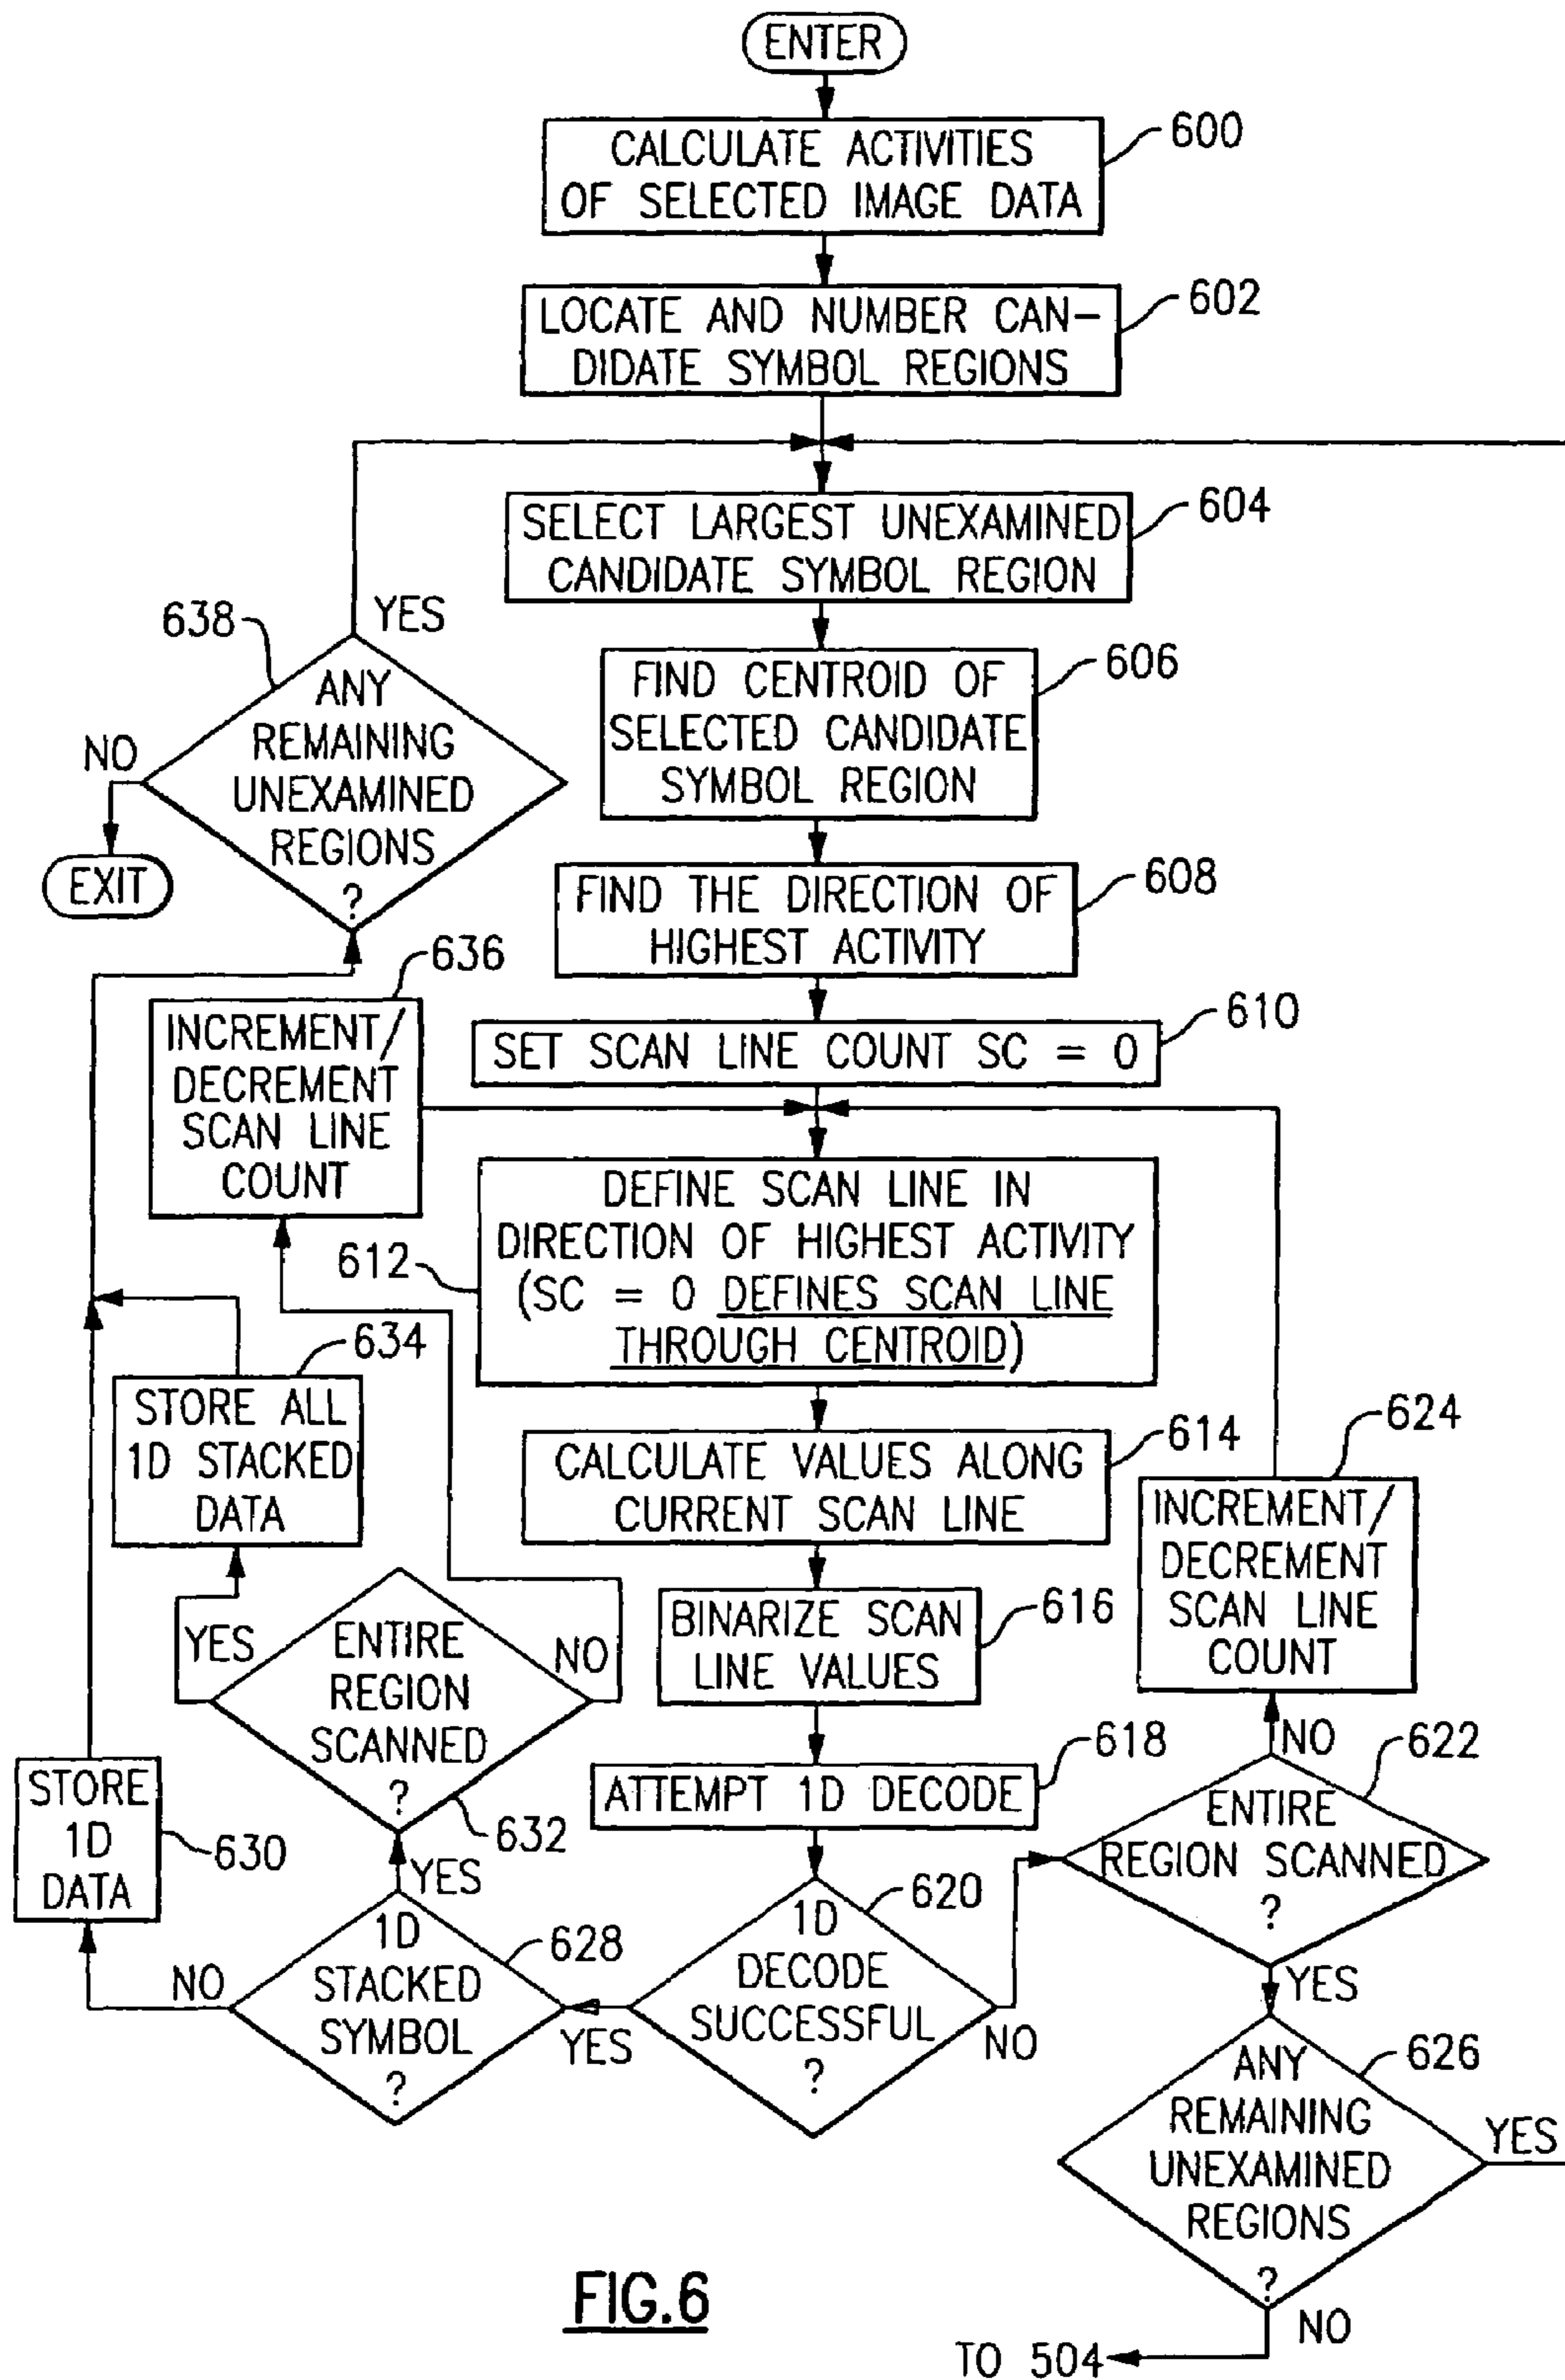 ENTER
CALCULATE ACTIVITIES
OF SELECTED IMAGE DATA
600
LOCATE AND NUMBER CAN-
DIDATE SYMBOL REGIONS
602
SELECT LARGEST UNEXAMINED
CANDIDATE SYMBOL REGION
604
FIND CENTROID OF
SELECTED CANDIDATE
SYMBOL REGION
606
638
YES
ANY
REMAINING
UNEXAMINED
REGIONS
?
NO
EXIT
FIND THE DIRECTION OF
HIGHEST ACTIVITY
608
SET SCAN LINE COUNT SC = 0
610
636
INCREMENT/
DECREMENT
SCAN LINE
COUNT
DEFINE SCAN LINE IN
DIRECTION OF HIGHEST ACTIVITY
(SC = 0 DEFINES SCAN LINE
THROUGH CENTROID)
612
634
STORE ALL
1D STACKED
DATA
CALCULATE VALUES ALONG
CURRENT SCAN LINE
614
624
INCREMENT/
DECREMENT
SCAN LINE
COUNT
BINARIZE SCAN
LINE VALUES
616
YES
ENTIRE
REGION
SCANNED
?
NO
632
ATTEMPT 1D DECODE
618
NO
622
ENTIRE
REGION SCANNED
?
YES
STORE
1D
DATA
630
YES
1D
STACKED
SYMBOL
?
628
NO
620
1D
DECODE
SUCCESSFUL
?
YES
NO
626
ANY
REMAINING
UNEXAMINED
REGIONS
?
YES
NO
TO 504
FIG.6